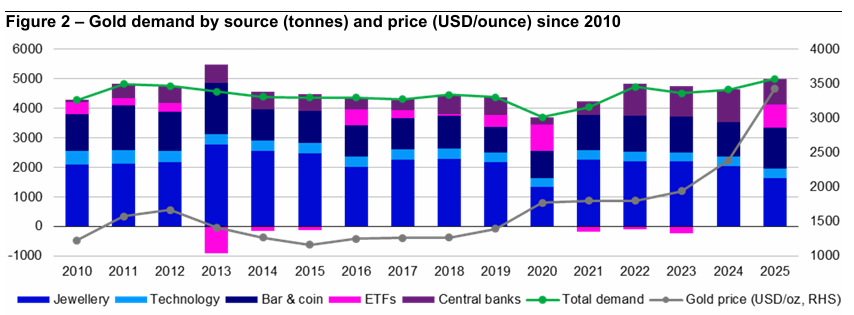 Figure 2 – Gold demand by source (tonnes) and price (USD/ounce) since 2010
6000 4000
5000 3500
4000 3000
3000 2500
2000 2000
1000
0 1500
-1000 1000
2010 2011 2012 2013 2014 2015 2016 2017 2018 2019 2020 2021 2022 2023 2024 2025
Jewellery Technology Bar & coin ETFs Central banks Total demand Gold price (USD/oz, RHS)